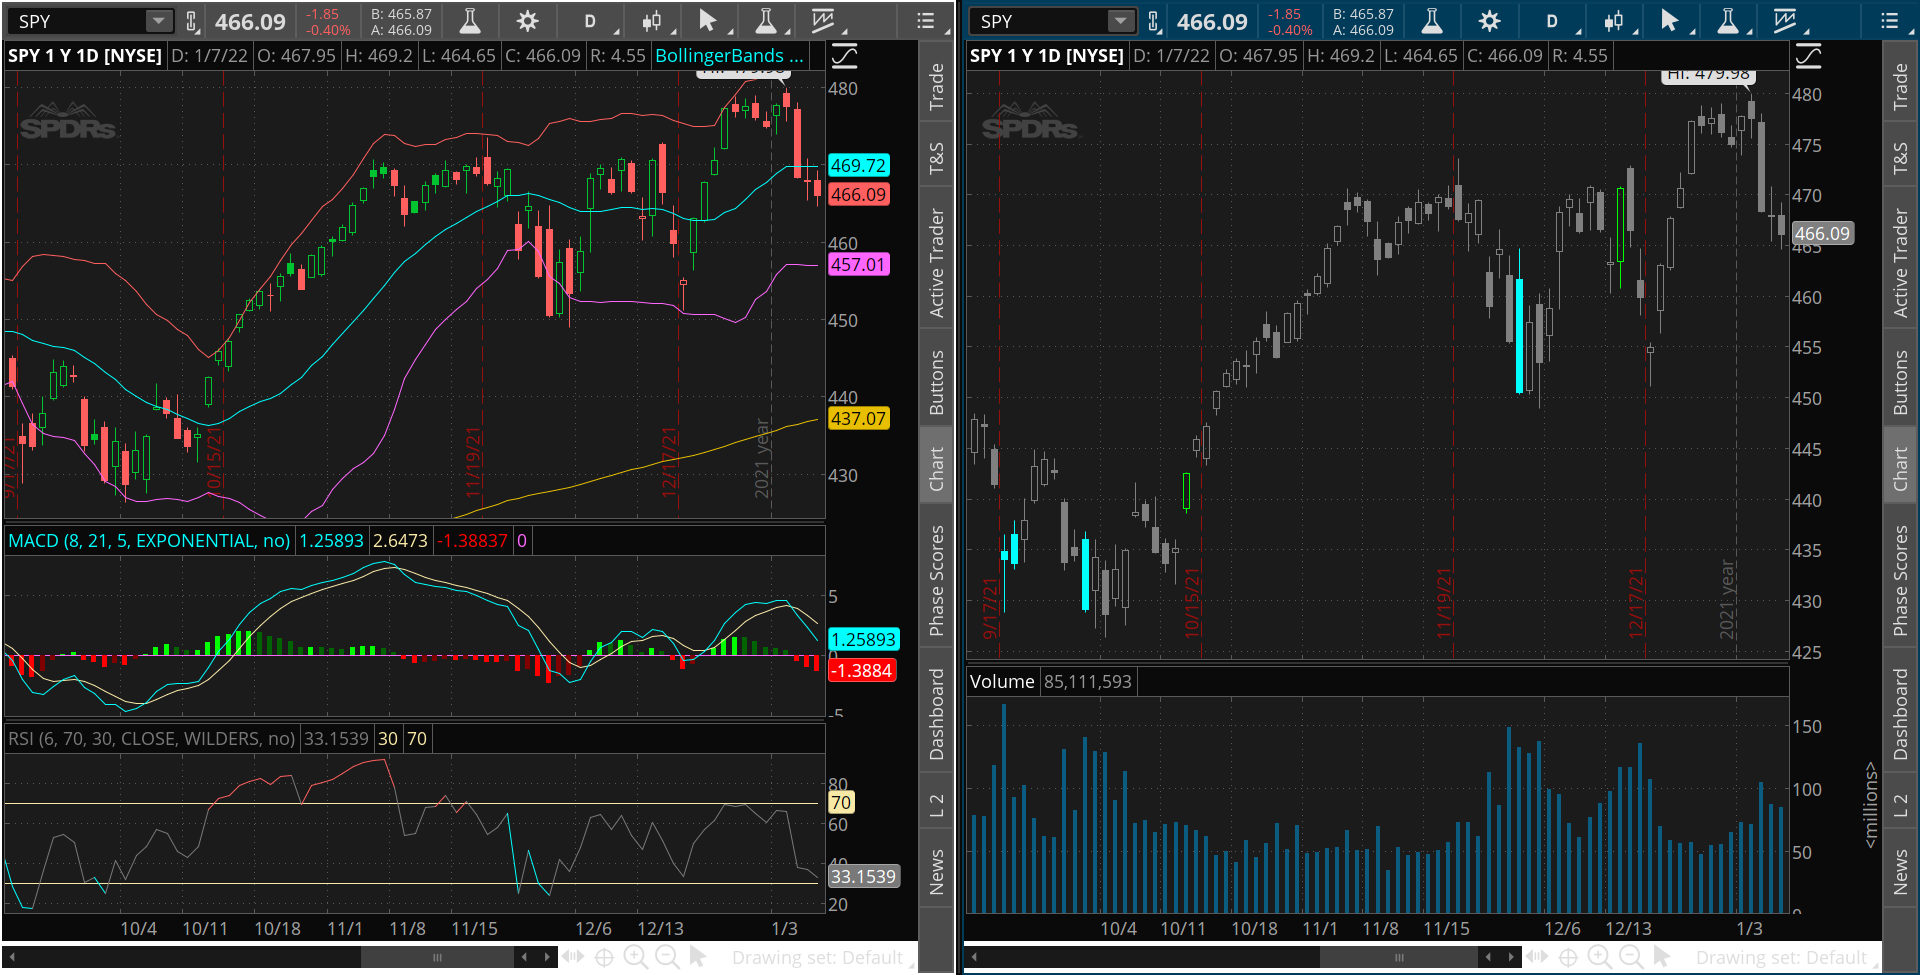 SPY 466.09 -1.85 -0.40% B: 465.87 A: 466.09 D
SPY 1 Y 1D [NYSE] D: 1/7/22 O: 467.95 H: 469.2 L: 464.65 C: 466.09 R: 4.55 BollingerBands ...
Hi: 479.98
SPDRs
480
469.72
466.09
460
457.01
450
440
437.07
430
9/17/21 10/15/21 11/19/21 12/17/21 2021 year
MACD (8, 21, 5, EXPONENTIAL, no) 1.25893 2.6473 -1.38837 0
5
1.25893
0
-1.3884
-5
RSI (6, 70, 30, CLOSE, WILDERS, no) 33.1539 30 70
80
70
60
40
33.1539
20
10/4 10/11 10/18 11/1 11/8 11/15 12/6 12/13 1/3
Drawing set: Default
Trade
T&S
Active Trader
Buttons
Chart
Phase Scores
Dashboard
L 2
News
SPY 466.09 -1.85 -0.40% B: 465.87 A: 466.09 D
SPY 1 Y 1D [NYSE] D: 1/7/22 O: 467.95 H: 469.2 L: 464.65 C: 466.09 R: 4.55
Hi: 479.98
SPDRs
480
475
470
466.09
465
460
455
450
445
440
435
430
425
9/17/21 10/15/21 11/19/21 12/17/21 2021 year
Volume 85,111,593
150
100
50
0
<millions>
10/4 10/11 10/18 11/1 11/8 11/15 12/6 12/13 1/3
Drawing set: Default
Trade
T&S
Active Trader
Buttons
Chart
Phase Scores
Dashboard
L 2
News